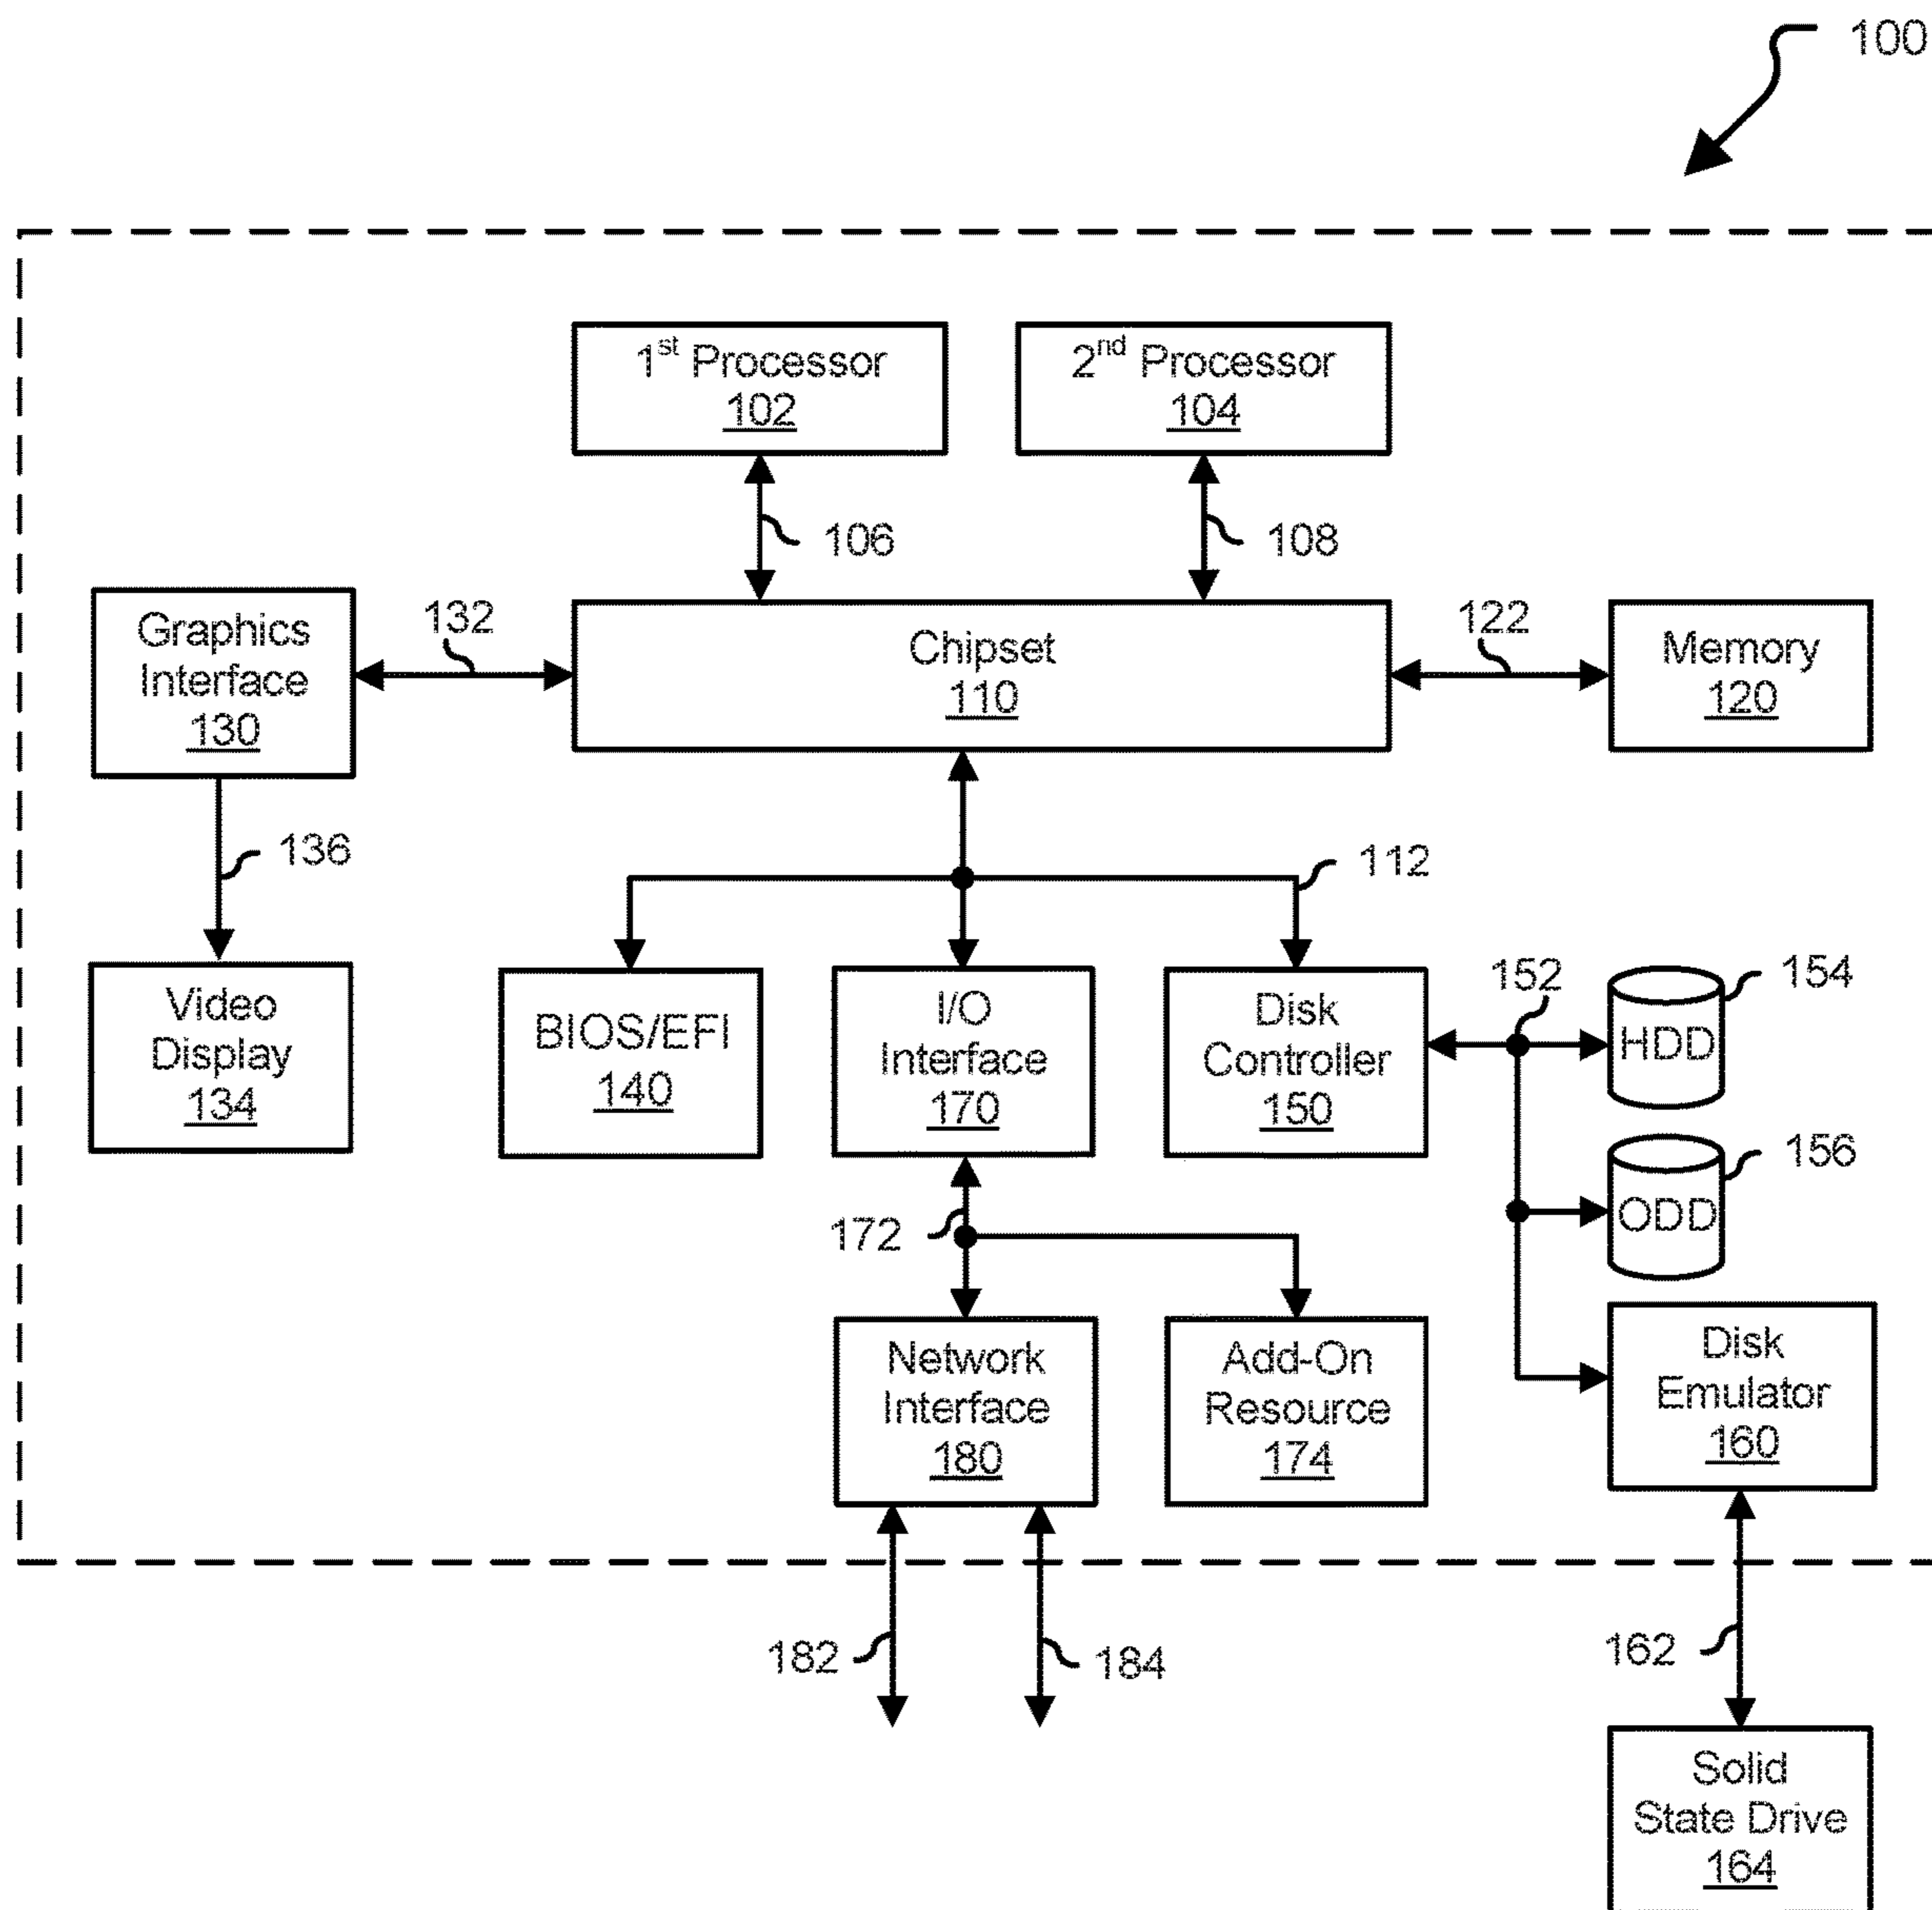 100
1st Processor
102
2nd Processor
104
106
108
Graphics
Interface
130
132
Chipset
110
122
Memory
120
136
112
Video
Display
134
BIOS/EFI
140
I/O
Interface
170
Disk
Controller
150
152
HDD
154
ODD
156
172
Network
Interface
180
Add-On
Resource
174
Disk
Emulator
160
182
184
162
Solid
State Drive
164